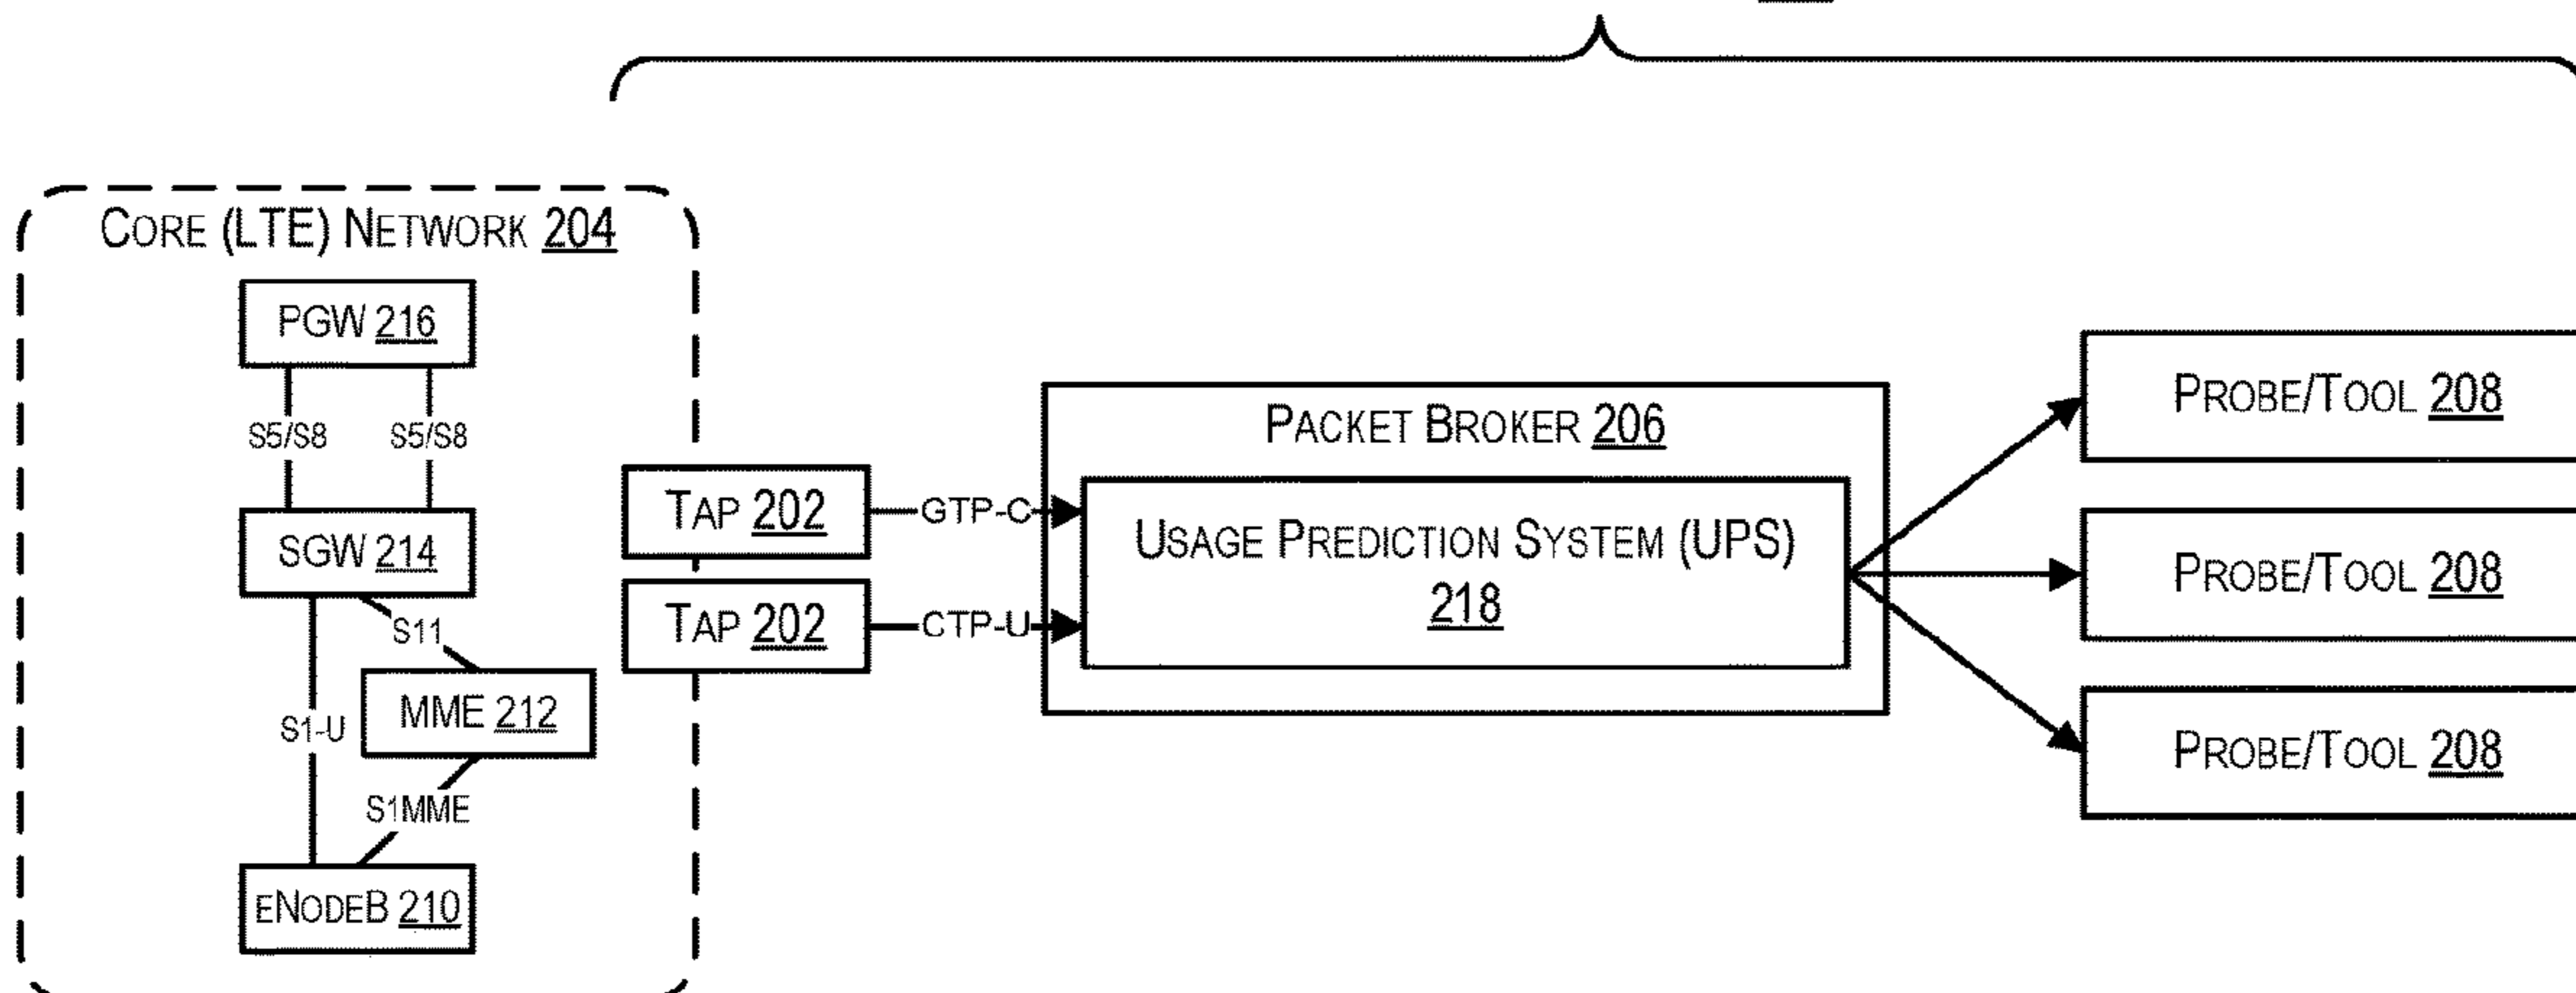 CORE (LTE) NETWORK 204
PGW 216
S5/S8
S5/S8
SGW 214
S11
MME 212
S1-U
S1MME
ENODEB 210
TAP 202
GTP-C
TAP 202
CTP-U
PACKET BROKER 206
USAGE PREDICTION SYSTEM (UPS)
218
PROBE/TOOL 208
PROBE/TOOL 208
PROBE/TOOL 208